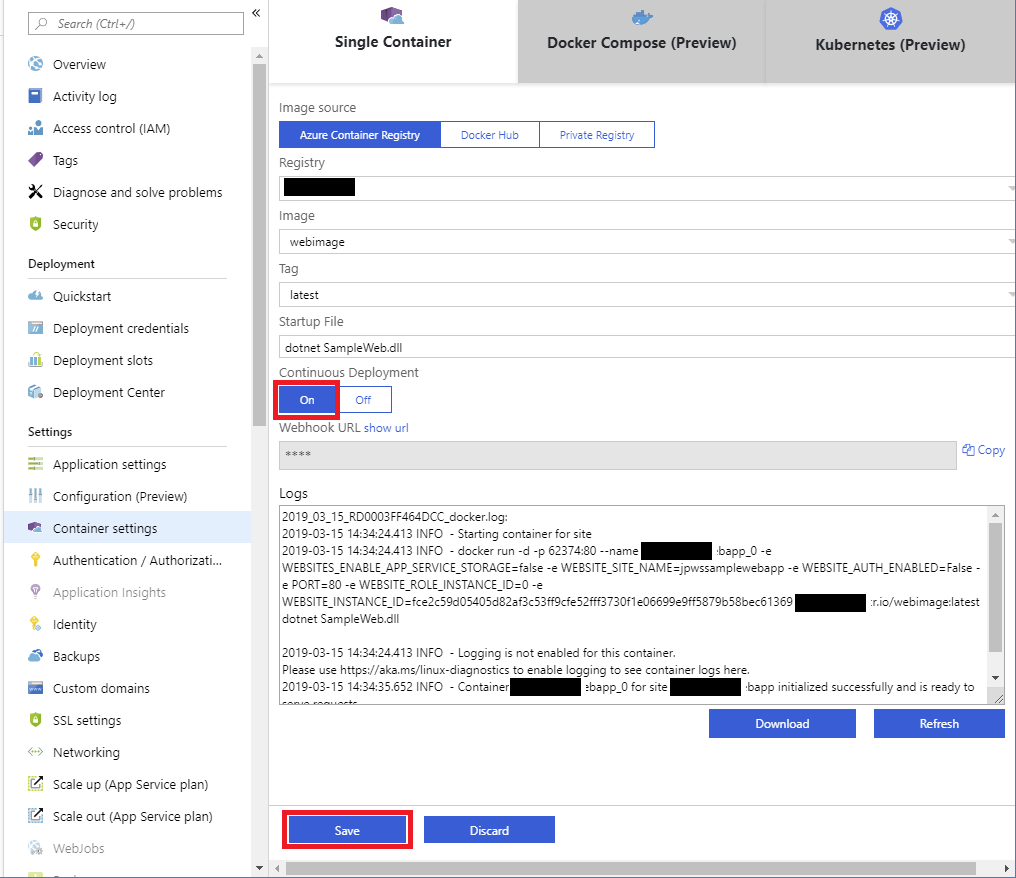 Search (Ctrl+/)
«
Overview
Activity log
Access control (IAM)
Tags
Diagnose and solve problems
Security
Deployment
Quickstart
Deployment credentials
Deployment slots
Deployment Center
Settings
Application settings
Configuration (Preview)
Container settings
Authentication / Authorizati...
Application Insights
Identity
Backups
Custom domains
SSL settings
Networking
Scale up (App Service plan)
Scale out (App Service plan)
WebJobs
Single Container
Docker Compose (Preview)
Kubernetes (Preview)
Image source
Azure Container Registry
Docker Hub
Private Registry
Registry
Image
webimage
Tag
latest
Startup File
dotnet SampleWeb.dll
Continuous Deployment
On
Off
Webhook URL show url
****
Copy
Logs
2019_03_15_RD0003FF464DCC_docker.log:
2019-03-15 14:34:24.413 INFO - Starting container for site
2019-03-15 14:34:24.413 INFO - docker run -d -p 62374:80 --name :bapp_0 -e
WEBSITES_ENABLE_APP_SERVICE_STORAGE=false -e WEBSITE_SITE_NAME=jpwssamplewebapp -e WEBSITE_AUTH_ENABLED=False -
e PORT=80 -e WEBSITE_ROLE_INSTANCE_ID=0 -e
WEBSITE_INSTANCE_ID=fce2c59d05405d82af3c53ff9cfe52fff3730f1e06699e9ff5879b58bec61369 :r.io/webimage:latest
dotnet SampleWeb.dll
2019-03-15 14:34:24.413 INFO - Logging is not enabled for this container.
Please use https://aka.ms/linux-diagnostics to enable logging to see container logs here.
2019-03-15 14:34:35.652 INFO - Container :ebapp_0 for site :ebapp initialized successfully and is ready to
serve requests
Download
Refresh
Save
Discard